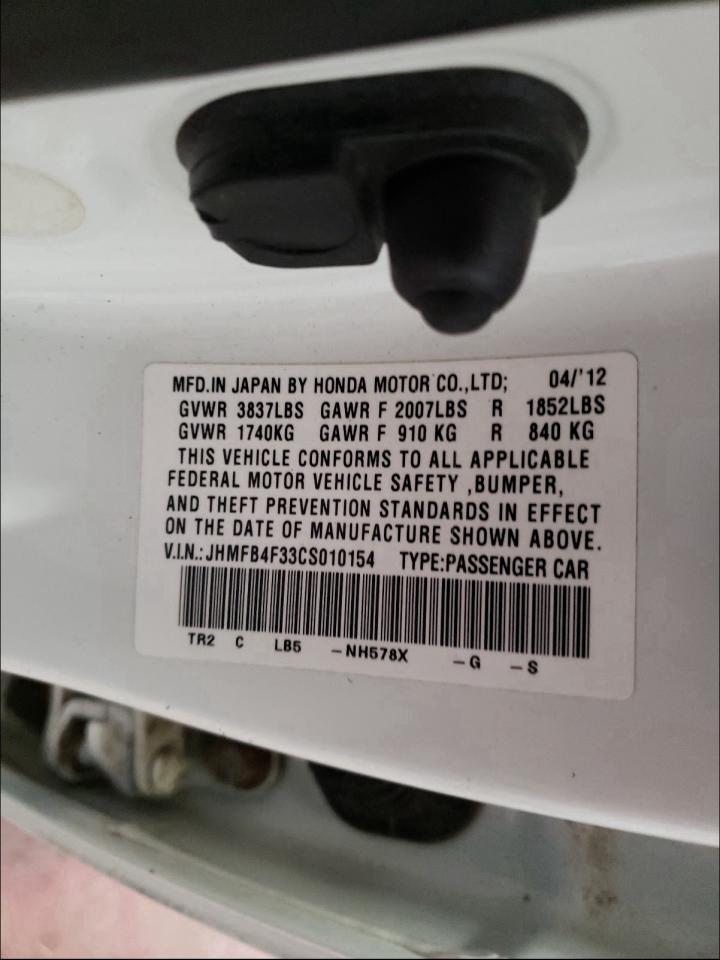 MFD.IN JAPAN BY HONDA MOTOR CO.,LTD; 04/'12
GVWR 3837LBS GAWR F 2007LBS R 1852LBS
GVWR 1740KG GAWR F 910 KG R 840 KG
THIS VEHICLE CONFORMS TO ALL APPLICABLE
FEDERAL MOTOR VEHICLE SAFETY ,BUMPER,
AND THEFT PREVENTION STANDARDS IN EFFECT
ON THE DATE OF MANUFACTURE SHOWN ABOVE.
V.I.N.:JHMFB4F33CS010154 TYPE:PASSENGER CAR
TR2 C LB5 -NH578X -G -S